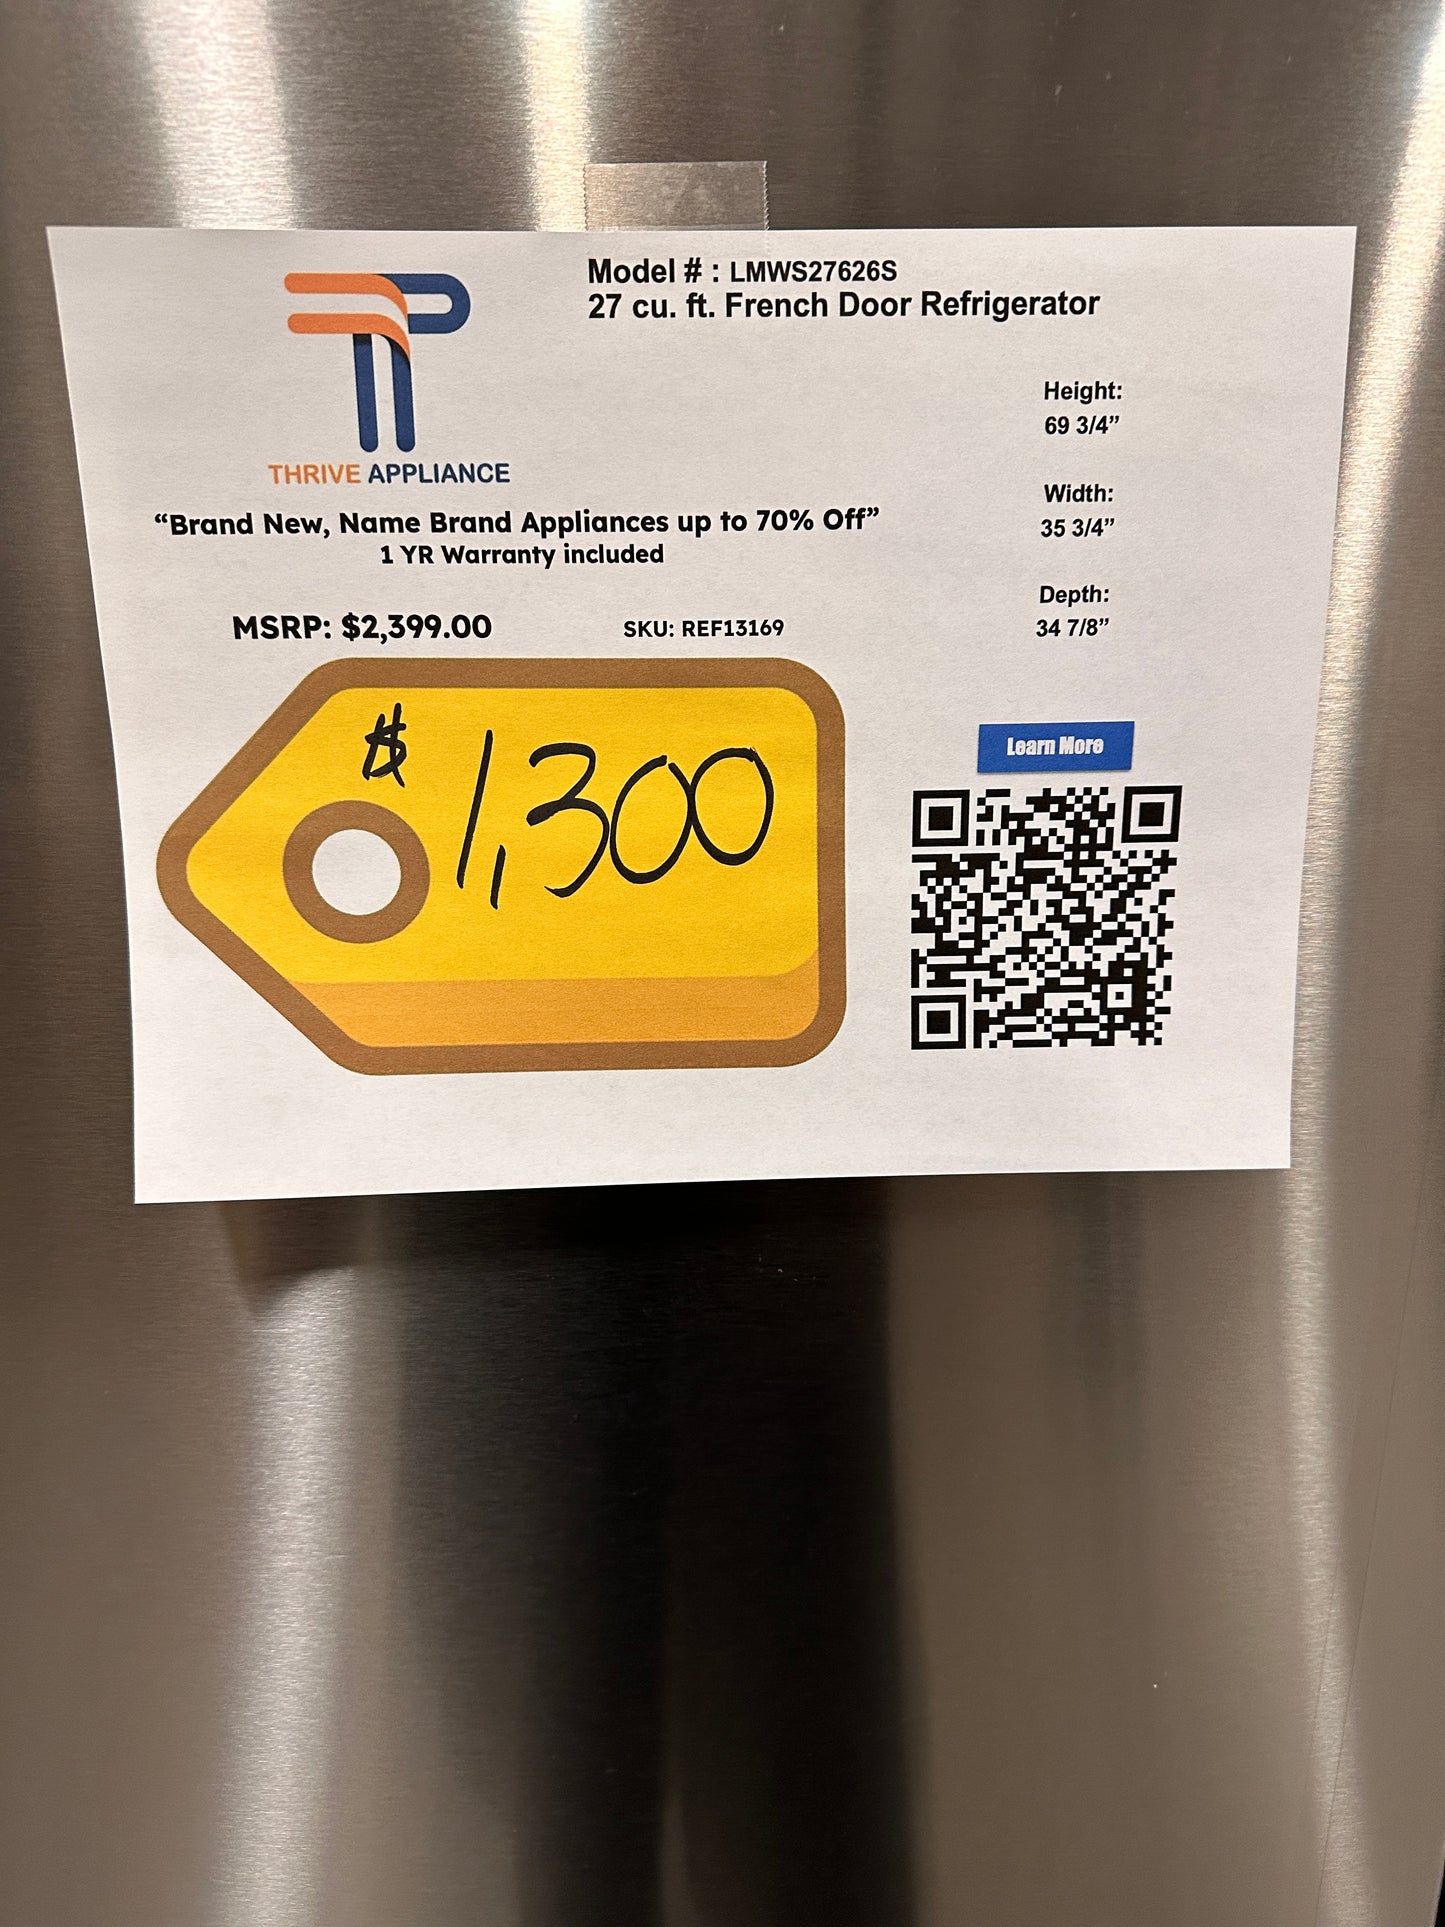 Model # : LMWS27626S
27 cu. ft. French Door Refrigerator
THRIVE APPLIANCE
“Brand New, Name Brand Appliances up to 70% Off”
1 YR Warranty included
MSRP: $2,399.00
SKU: REF13169
$1,300
Height:
69 3/4”
Width:
35 3/4”
Depth:
34 7/8”
Learn More